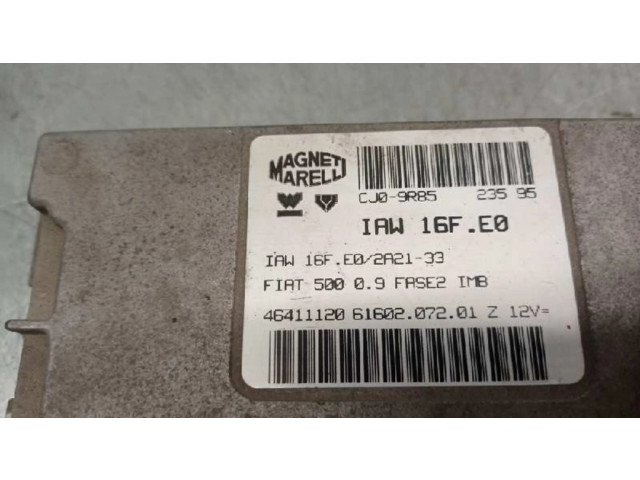 MAGNETI
MARELLI
CJ0-9R85 235 95
IAW 16F.E0
IAW 16F.E0/2A21-33
FIAT 500 0.9 FASE2 IMB
46411120 61602.072.01 Z 12V=